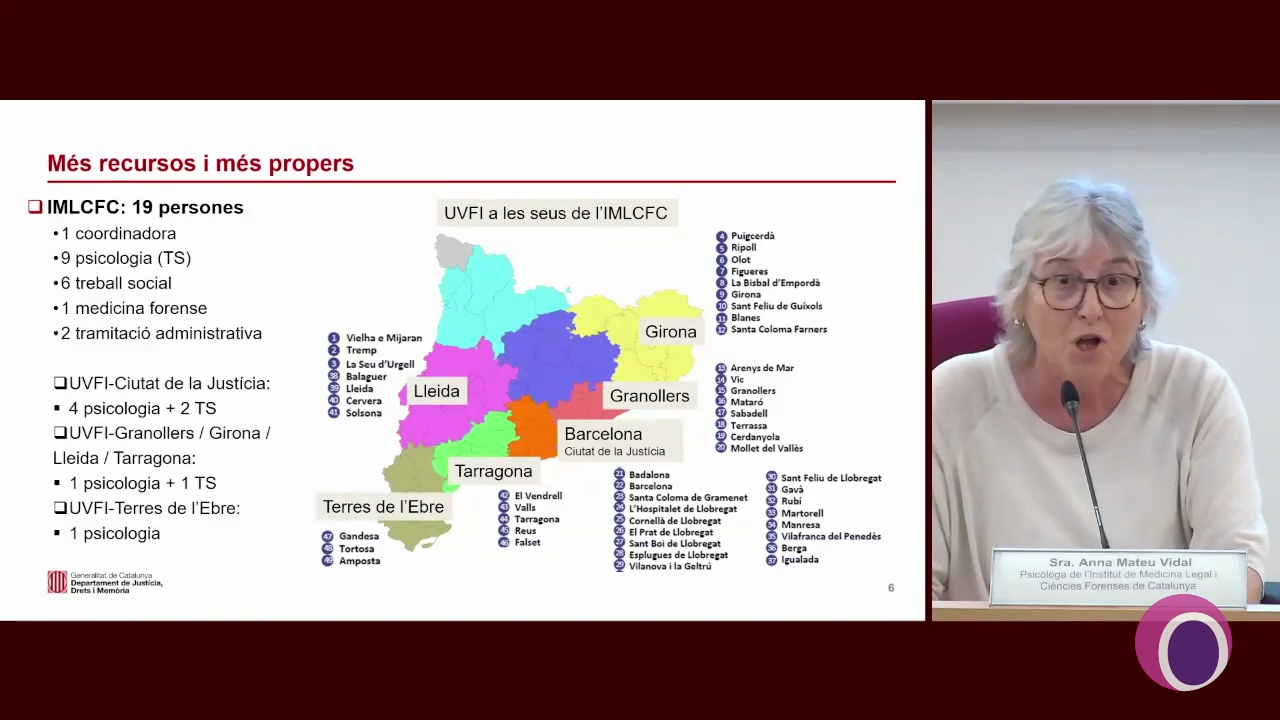 Més recursos i més propers
IMLCFC: 19 persones
•1 coordinadora
•9 psicologia (TS)
•6 treball social
•1 medicina forense
•2 tramitació administrativa
UVFI-Ciutat de la Justícia:
4 psicologia + 2 TS
UVFI-Granollers / Girona /
Lleida / Tarragona:
1 psicologia + 1 TS
UVFI-Terres de l'Ebre:
1 psicologia
Generalitat de Catalunya
Departament de Justícia,
Drets i Memòria
UVFI a les seus de l'IMLCFC
Girona
Granollers
Lleida
Barcelona
Ciutat de la Justícia
Tarragona
Terres de l'Ebre
1 Vielha e Mijaran
2 Tremp
3 La Seu d'Urgell
38 Balaguer
39 Lleida
40 Cervera
41 Solsona
4 Puigcerdà
5 Ripoll
6 Olot
7 Figueres
8 La Bisbal d'Empordà
9 Girona
10 Sant Feliu de Guíxols
11 Blanes
12 Santa Coloma Farners
13 Arenys de Mar
14 Vic
15 Granollers
16 Mataró
17 Sabadell
18 Terrassa
19 Cerdanyola
20 Mollet del Vallès
21 Badalona
22 Barcelona
23 Santa Coloma de Gramenet
24 L'Hospitalet de Llobregat
25 Cornellà de Llobregat
26 El Prat de Llobregat
27 Sant Boi de Llobregat
28 Esplugues de Llobregat
29 Vilanova i la Geltrú
30 Sant Feliu de Llobregat
31 Gavà
32 Rubí
33 Martorell
34 Manresa
35 Vilafranca del Penedès
36 Berga
37 Igualada
42 El Vendrell
43 Valls
44 Tarragona
45 Reus
46 Falset
47 Gandesa
48 Tortosa
49 Amposta
6
Sra. Anna Mateu Vidal
Psicòloga de l'Institut de Medicina Legal i
Ciències Forenses de Catalunya